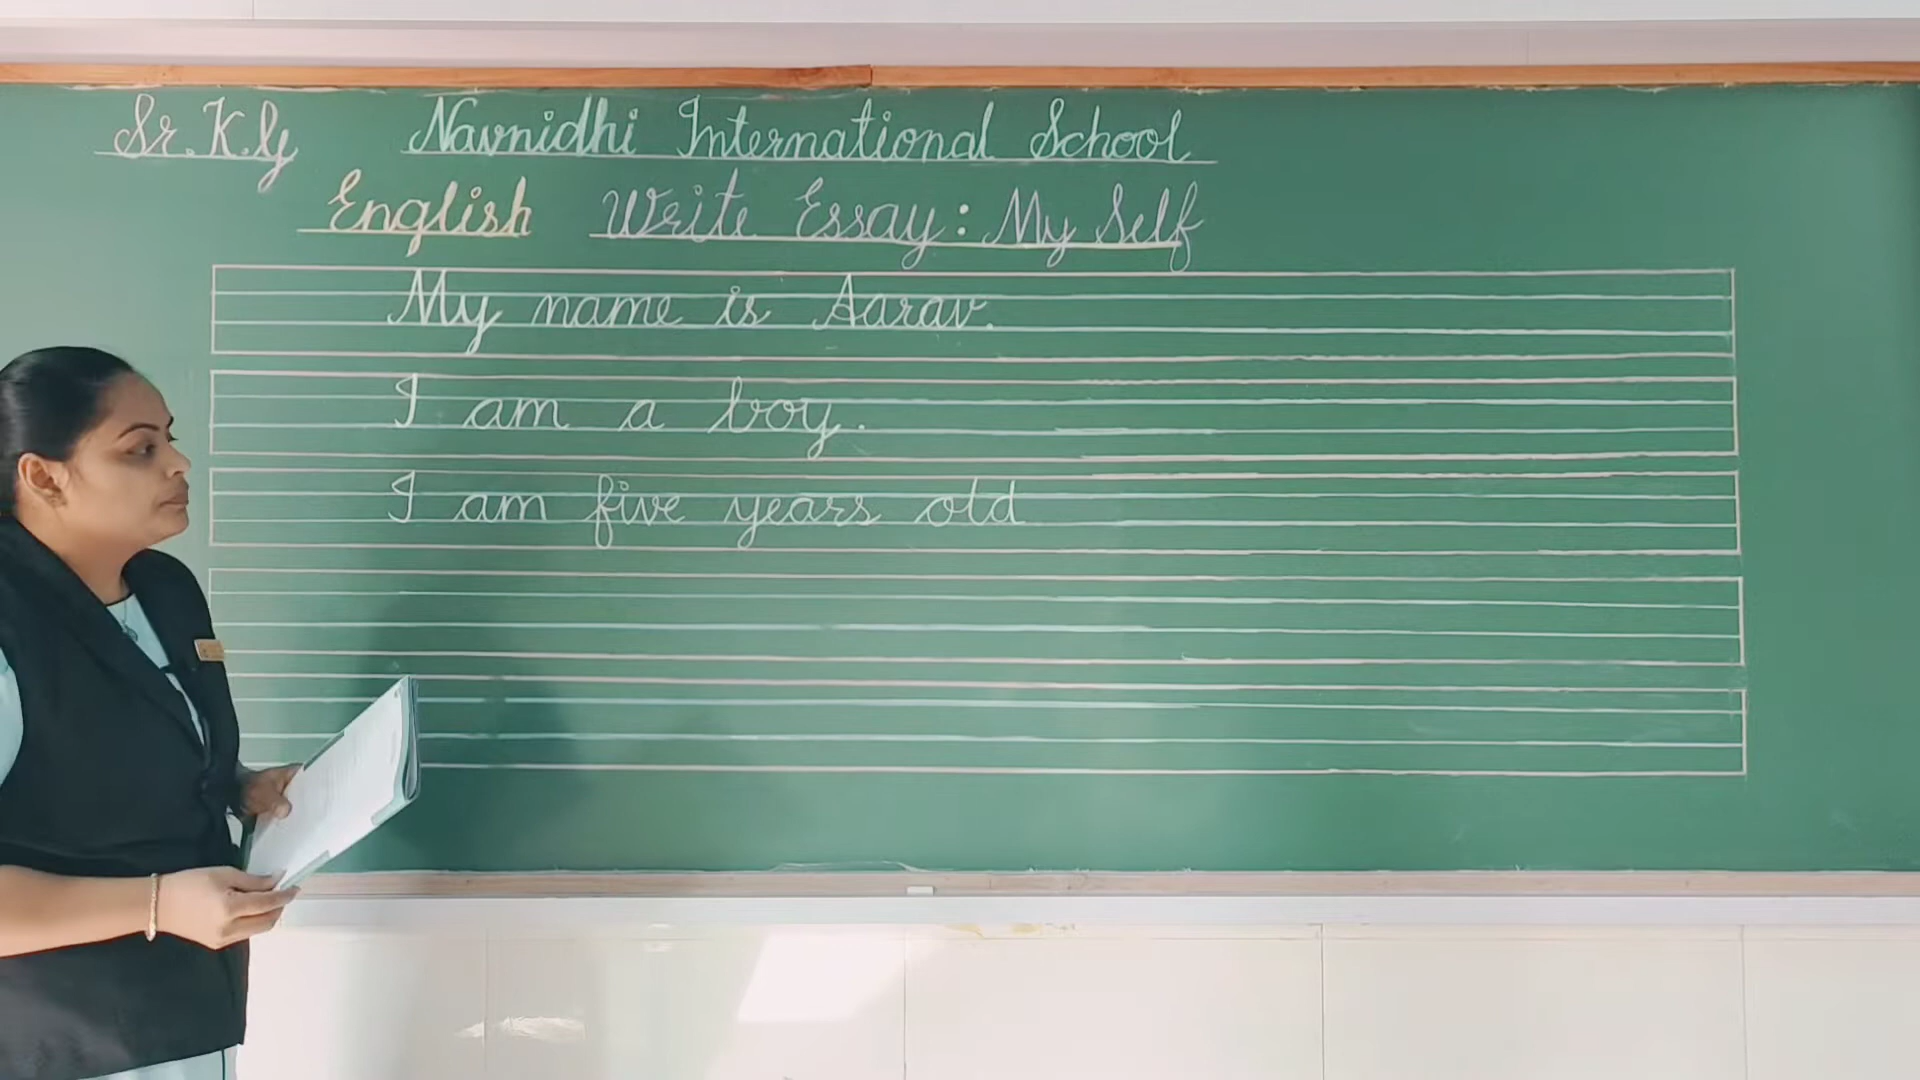 Sr. K.G Navnidhi International School
English Write Essay: My Self
My name is Aarav.
I am a boy.
I am five years old